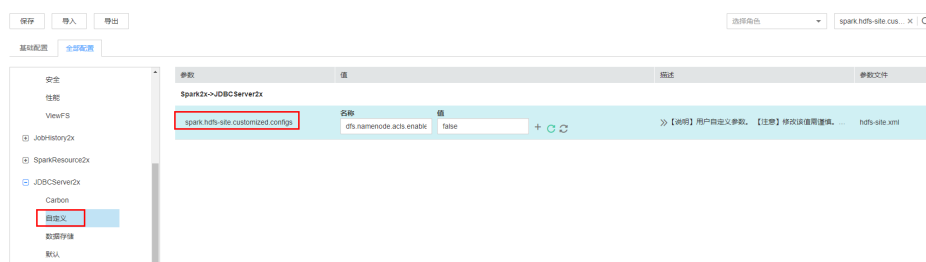 保存 导入 导出 选择角色 spark.hdfs-site.cus...
基础配置 全部配置
安全
性能
ViewFS
JobHistory2x
SparkResource2x
JDBCServer2x
Carbon
自定义
数据存储
默认
参数 值 描述 参数文件
Spark2x->JDBCServer2x
名称 值
spark.hdfs-site.customized.configs dfs.namenode.acls.enable false 【说明】用户自定义参数。 【注意】修改该值需谨慎。... hdfs-site.xml